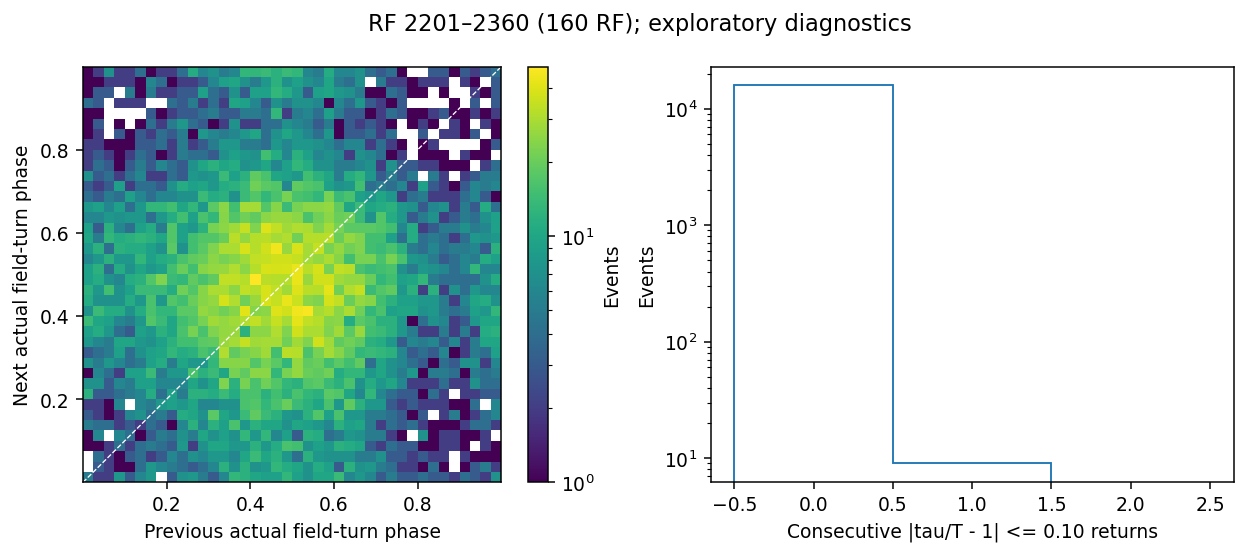 RF 2201–2360 (160 RF); exploratory diagnostics
Next actual field-turn phase
0.8
0.6
0.4
0.2
0.2 0.4 0.6 0.8
Previous actual field-turn phase
10¹
10⁰
Events
Events
10⁴
10³
10²
10¹
−0.5 0.0 0.5 1.0 1.5 2.0 2.5
Consecutive |tau/T - 1| <= 0.10 returns